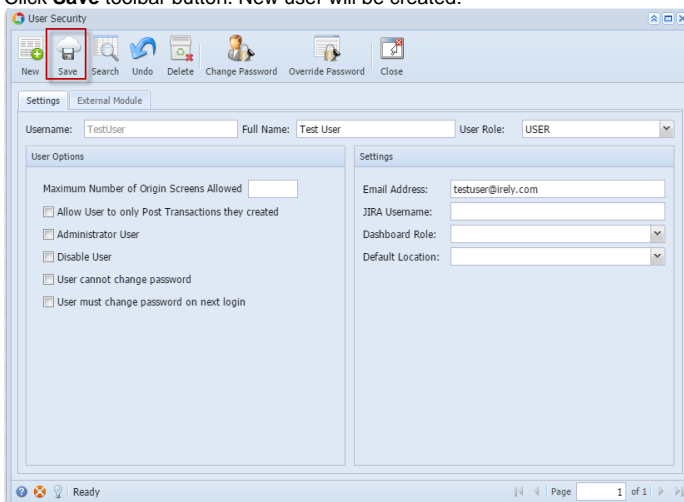 Click Save toolbar button. New user will be created.
User Security
New Save Search Undo Delete Change Password Override Password Close
Settings External Module
Username: TestUser Full Name: Test User User Role: USER
User Options Settings
Maximum Number of Origin Screens Allowed Email Address: testuser@irely.com
Allow User to only Post Transactions they created JIRA Username:
Administrator User Dashboard Role:
Disable User Default Location:
User cannot change password
User must change password on next login
Ready Page 1 of 1